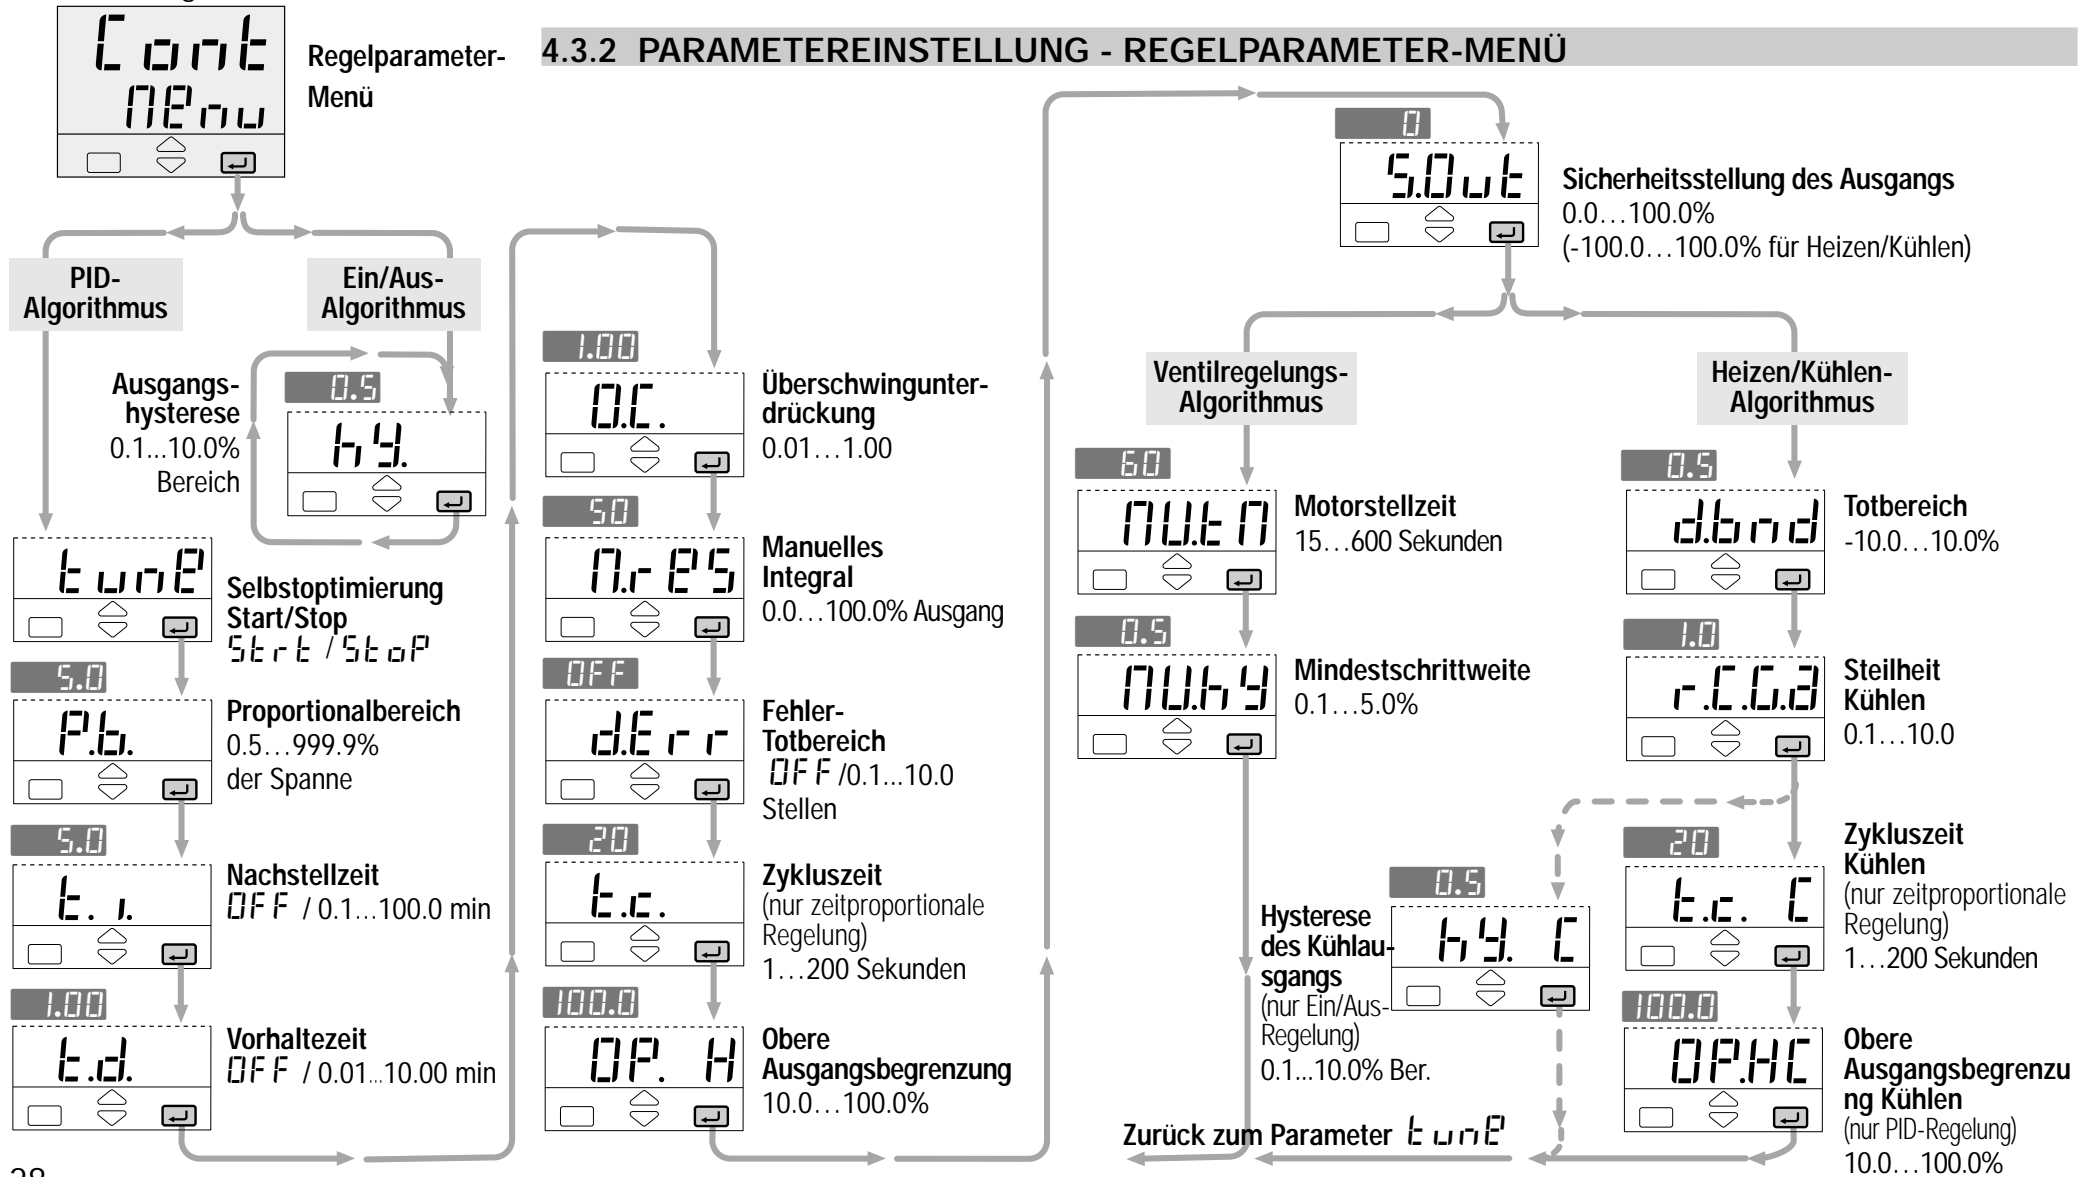 4.3.2 PARAMETEREINSTELLUNG - REGELPARAMETER-MENÜ
Cont
MEnu
Regelparameter-
Menü
PID-
Algorithmus
Ein/Aus-
Algorithmus
Ausgangs-
hysterese
0.1...10.0%
Bereich
0.5
hy.
tunE
Selbstoptimierung
Start/Stop
Strt / StoP
5.0
P.b.
Proportionalbereich
0.5...999.9%
der Spanne
5.0
t.i.
Nachstellzeit
OFF / 0.1...100.0 min
1.00
t.d.
Vorhaltezeit
OFF / 0.01...10.00 min
1.00
O.C.
Überschwingunter-
drückung
0.01...1.00
50
M.rES
Manuelles
Integral
0.0...100.0% Ausgang
OFF
d.Err
Fehler-
Totbereich
OFF/0.1...10.0
Stellen
20
t.c.
Zykluszeit
(nur zeitproportionale
Regelung)
1...200 Sekunden
100.0
OP. H
Obere
Ausgangsbegrenzung
10.0...100.0%
0
S.Out
Sicherheitsstellung des Ausgangs
0.0...100.0%
(-100.0...100.0% für Heizen/Kühlen)
Ventilregelungs-
Algorithmus
60
MV.tM
Motorstellzeit
15...600 Sekunden
0.5
MV.hy
Mindestschrittweite
0.1...5.0%
Heizen/Kühlen-
Algorithmus
0.5
d.bnd
Totbereich
-10.0...10.0%
1.0
r.C.Ga
Steilheit
Kühlen
0.1...10.0
0.5
hy. C
Hysterese
des Kühlau-
sgangs
(nur Ein/Aus-
Regelung)
0.1...10.0% Ber.
20
t.c. C
Zykluszeit
Kühlen
(nur zeitproportionale
Regelung)
1...200 Sekunden
100.0
OP.HC
Obere
Ausgangsbegrenzu
ng Kühlen
(nur PID-Regelung)
10.0...100.0%
Zurück zum Parameter tunE